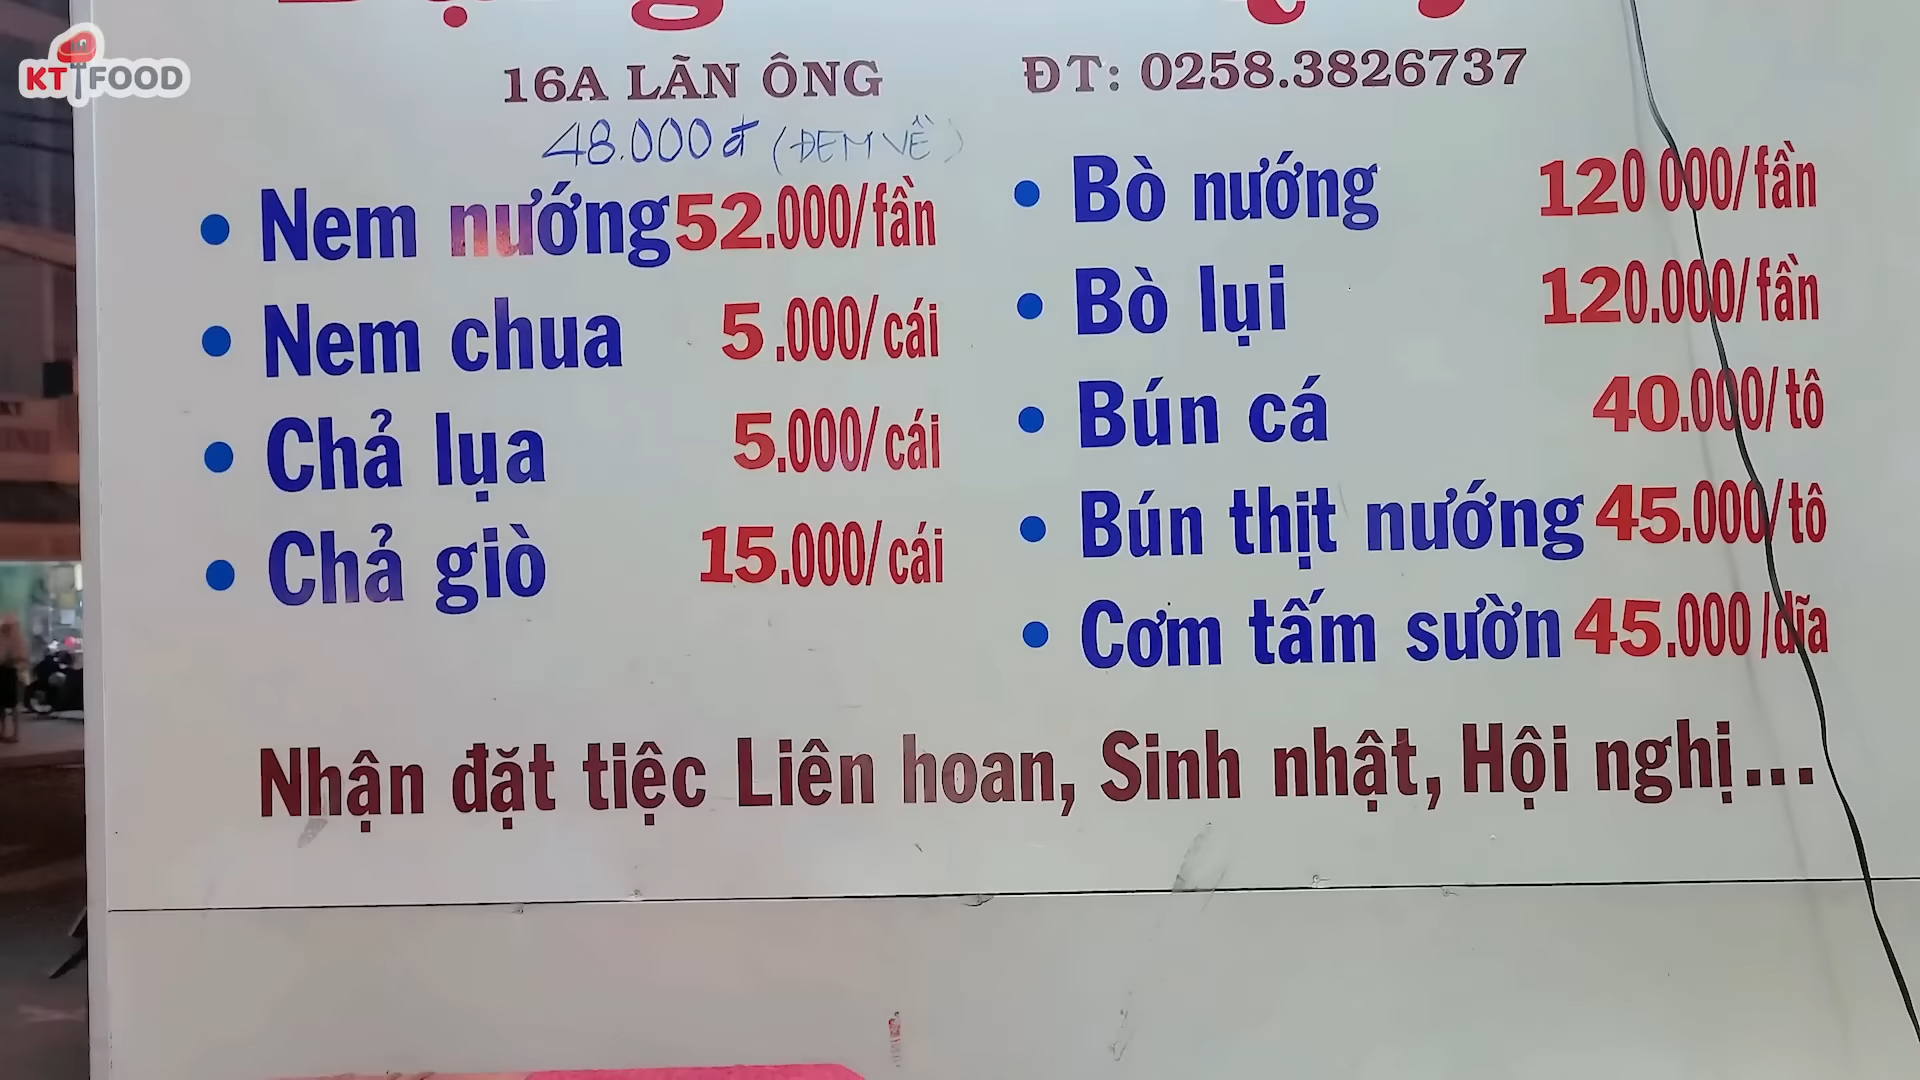 KT FOOD
16A LÃN ÔNG
ĐT: 0258.3826737
48.000đ (ĐEM VỀ)
• Nem nướng 52.000/fần
• Nem chua 5.000/cái
• Chả lụa 5.000/cái
• Chả giò 15.000/cái
• Bò nướng 120 000/fần
• Bò lụi 120.000/fần
• Bún cá 40.000/tô
• Bún thịt nướng 45.000/tô
• Cơm tấm sườn 45.000/dĩa
Nhận đặt tiệc Liên hoan, Sinh nhật, Hội nghị...